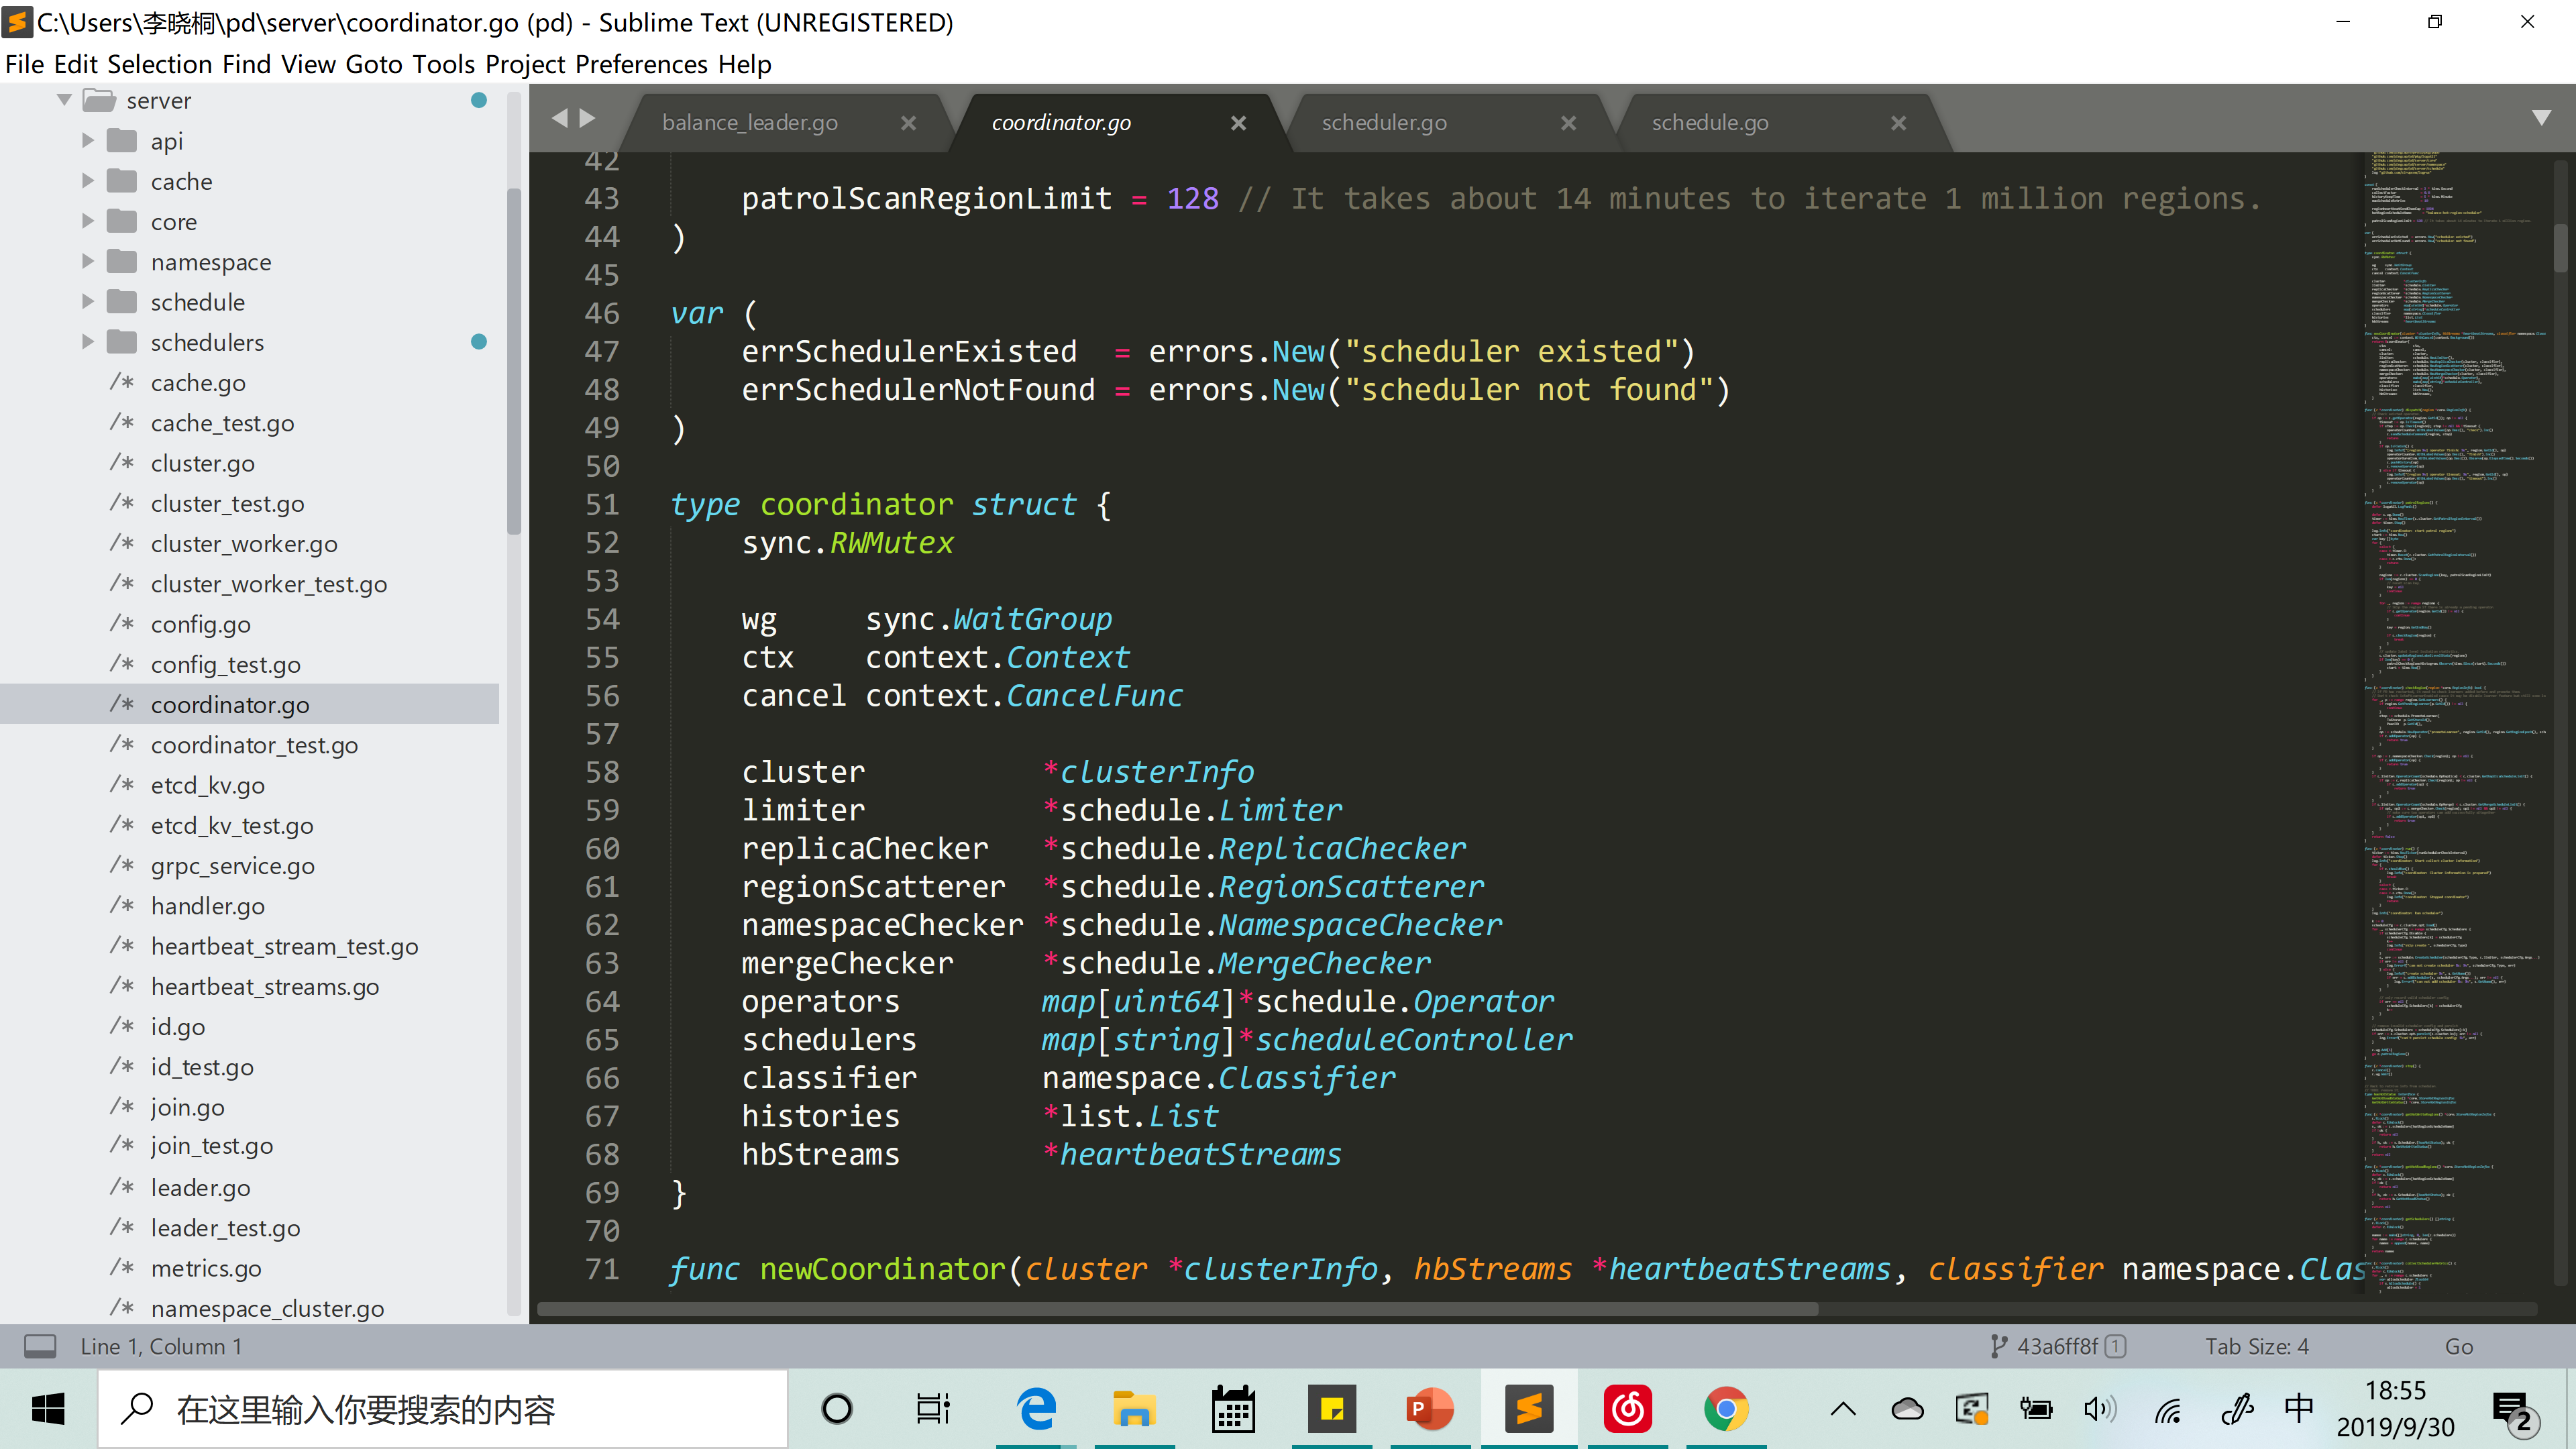 C:\Users\李晓桐\pd\server\coordinator.go (pd) - Sublime Text (UNREGISTERED)
File Edit Selection Find View Goto Tools Project Preferences Help
server
api
cache
core
namespace
schedule
schedulers
/* cache.go
/* cache_test.go
/* cluster.go
/* cluster_test.go
/* cluster_worker.go
/* cluster_worker_test.go
/* config.go
/* config_test.go
/* coordinator.go
/* coordinator_test.go
/* etcd_kv.go
/* etcd_kv_test.go
/* grpc_service.go
/* handler.go
/* heartbeat_stream_test.go
/* heartbeat_streams.go
/* id.go
/* id_test.go
/* join.go
/* join_test.go
/* leader.go
/* leader_test.go
/* metrics.go
/* namespace_cluster.go
balance_leader.go coordinator.go scheduler.go schedule.go
42
43 patrolScanRegionLimit = 128 // It takes about 14 minutes to iterate 1 million regions.
44 )
45
46 var (
47 errSchedulerExisted = errors.New("scheduler existed")
48 errSchedulerNotFound = errors.New("scheduler not found")
49 )
50
51 type coordinator struct {
52 sync.RWMutex
53
54 wg sync.WaitGroup
55 ctx context.Context
56 cancel context.CancelFunc
57
58 cluster *clusterInfo
59 limiter *schedule.Limiter
60 replicaChecker *schedule.ReplicaChecker
61 regionScatterer *schedule.RegionScatterer
62 namespaceChecker *schedule.NamespaceChecker
63 mergeChecker *schedule.MergeChecker
64 operators map[uint64]*schedule.Operator
65 schedulers map[string]*scheduleController
66 classifier namespace.Classifier
67 histories *list.List
68 hbStreams *heartbeatStreams
69 }
70
71 func newCoordinator(cluster *clusterInfo, hbStreams *heartbeatStreams, classifier namespace.Clas
Line 1, Column 1
43a6ff8f 1
Tab Size: 4
Go
在这里输入你要搜索的内容
中
18:55
2019/9/30
2